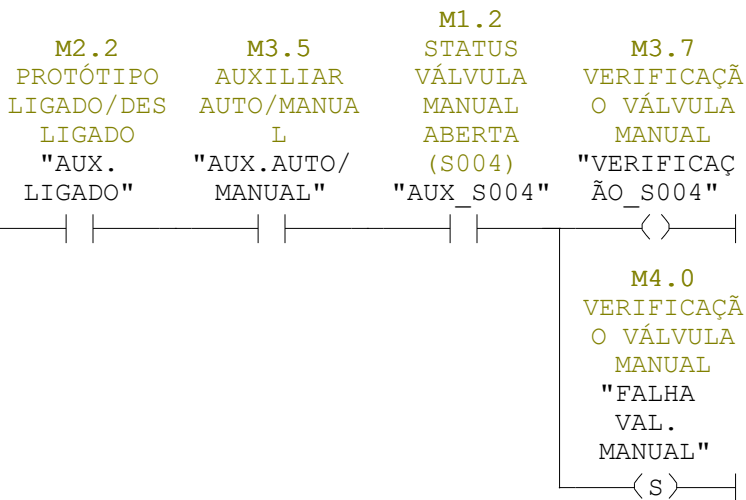 M2.2
PROTÓTIPO
LIGADO/DES
LIGADO
"AUX.
LIGADO"
M3.5
AUXILIAR
AUTO/MANUA
L
"AUX.AUTO/
MANUAL"
M1.2
STATUS
VÁLVULA
MANUAL
ABERTA
(S004)
"AUX_S004"
M3.7
VERIFICAÇÃ
O VÁLVULA
MANUAL
"VERIFICAÇ
ÃO_S004"
M4.0
VERIFICAÇÃ
O VÁLVULA
MANUAL
"FALHA
VAL.
MANUAL"
S